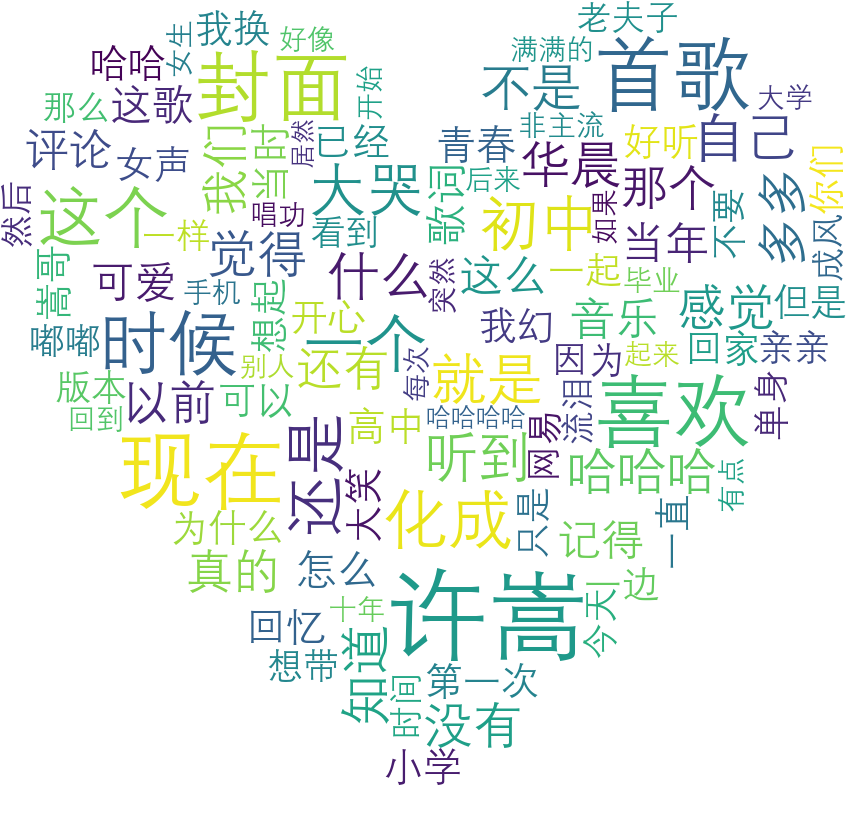 老夫子
女生
我换
好像
哈哈
封面
满满的
首歌
不是
开始
大学
那么
这歌
非主流
评论
女声
我们
当时
居然
已经
青春
华晨
好听
自己
然后
这个
一样
唱功
大哭
看到
歌词
后来
初中
如果
那个
当年
不要
多多
你们
成风
嵩哥
可爱
觉得
手机
想起
什么
突然
这么
一起
毕业
感觉
但是
嘟嘟
时候
开心
一个
我幻
音乐
回家
亲亲
别人
还有
每次
就是
因为
起来
版本
回到
以前
可以
高中
哈哈哈哈
网易
流泪
喜欢
单身
现在
还是
大笑
听到
哈哈哈
有点
为什么
化成
只是
一直
真的
怎么
记得
许嵩
今天
一边
十年
回忆
知道
想带
时间
第一次
没有
小学